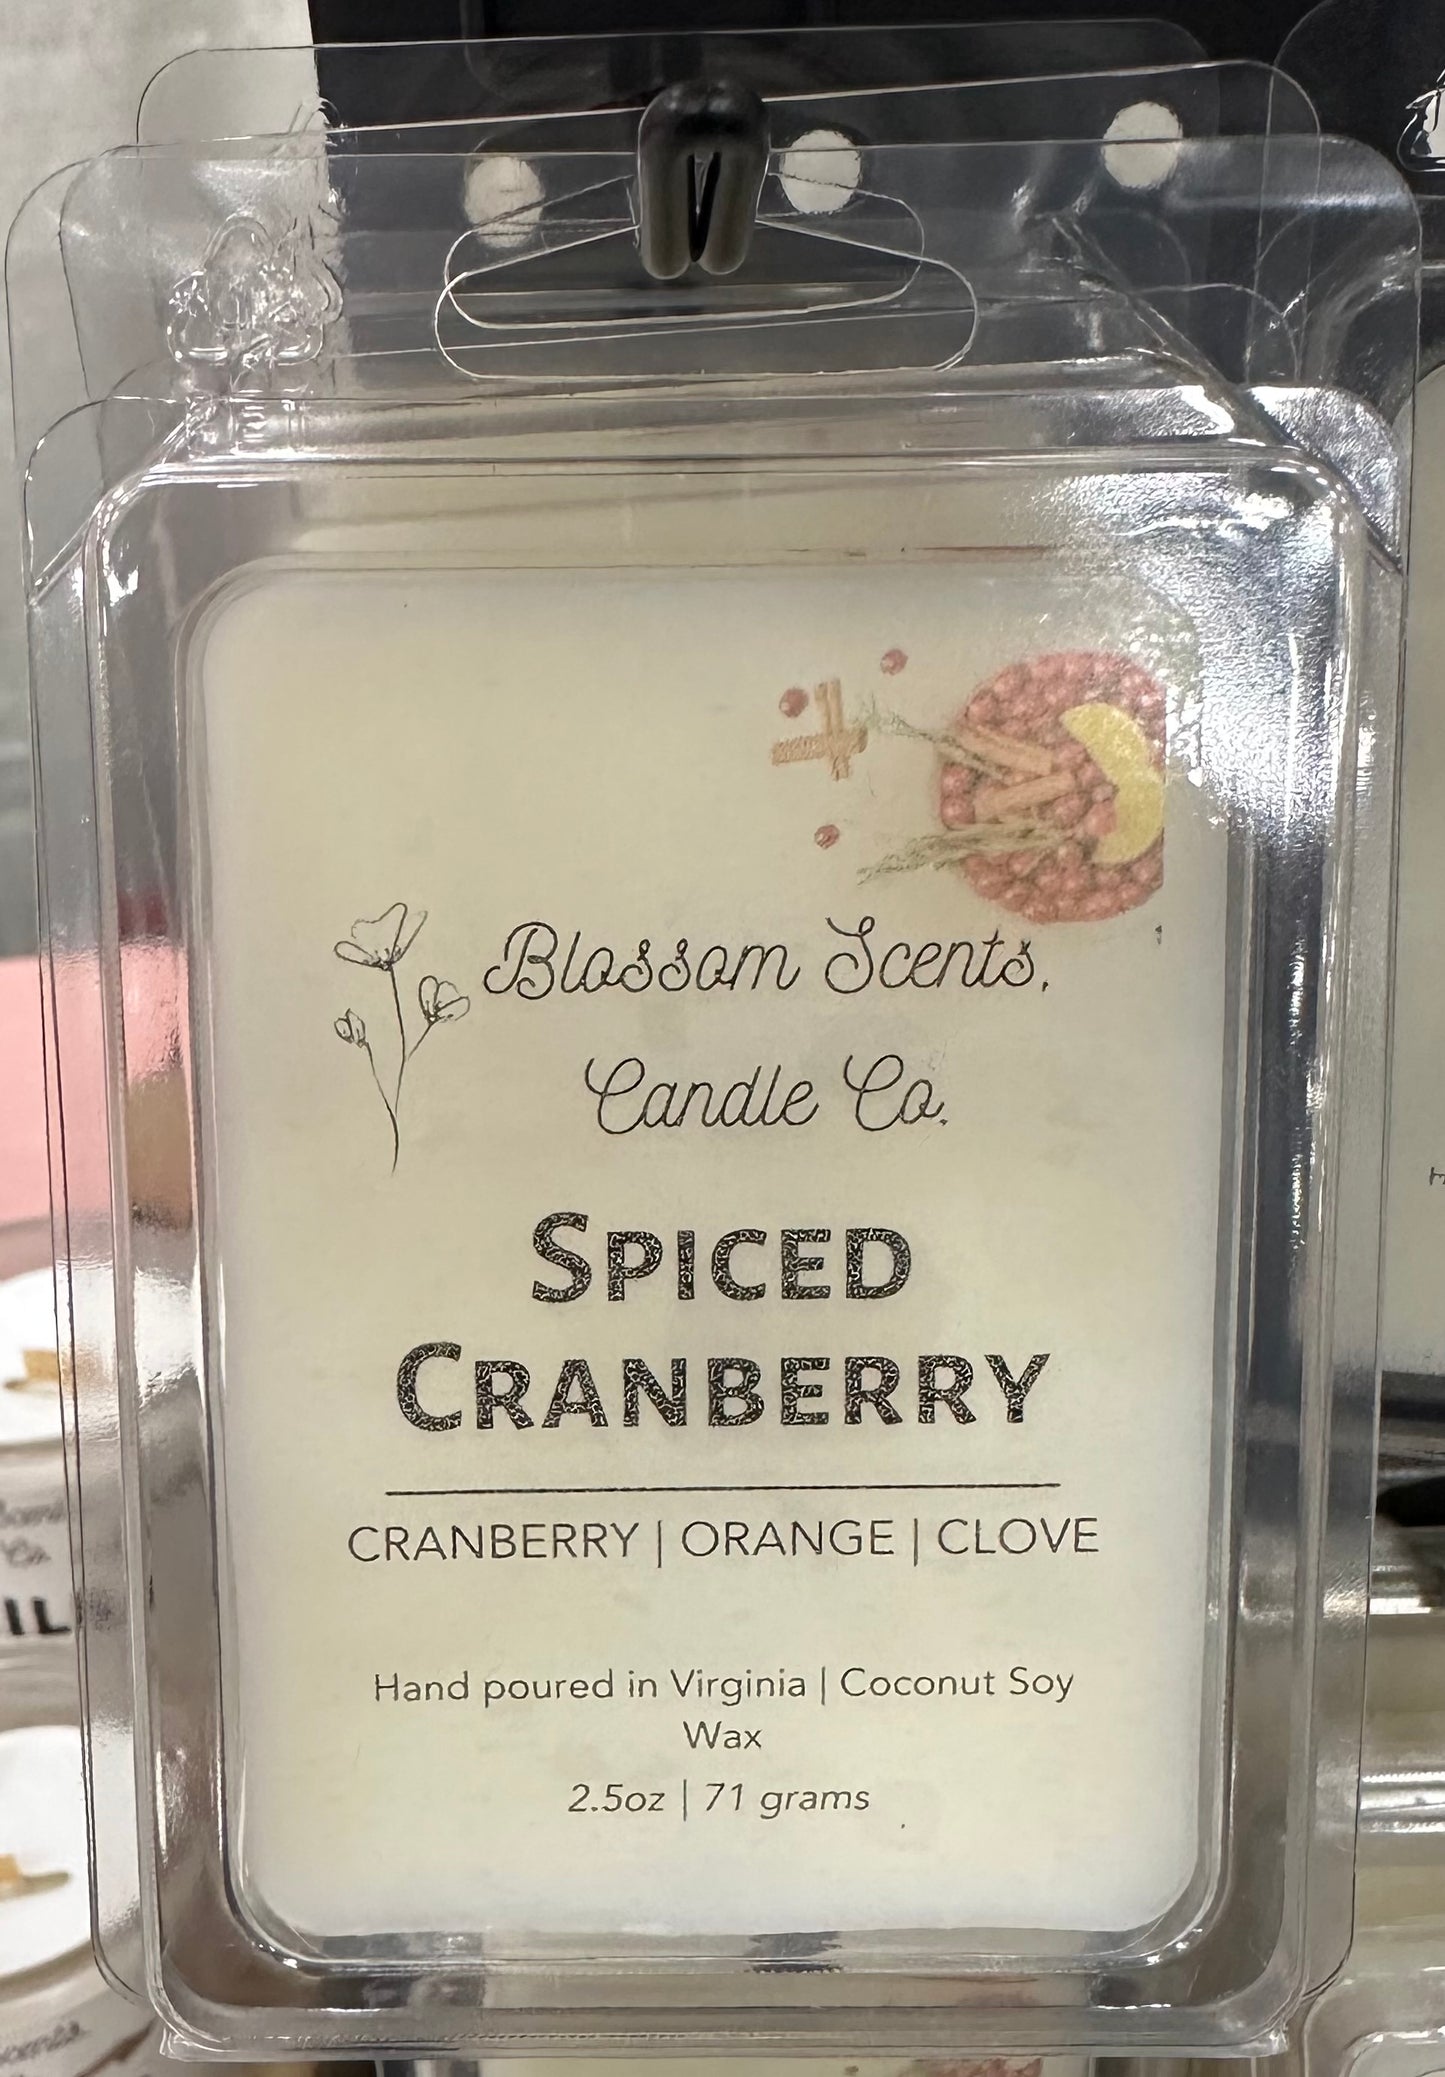 Blossom Scents.
Candle Co.
SPICED
CRANBERRY
CRANBERRY | ORANGE | CLOVE
Hand poured in Virginia | Coconut Soy
Wax
2.5oz | 71 grams